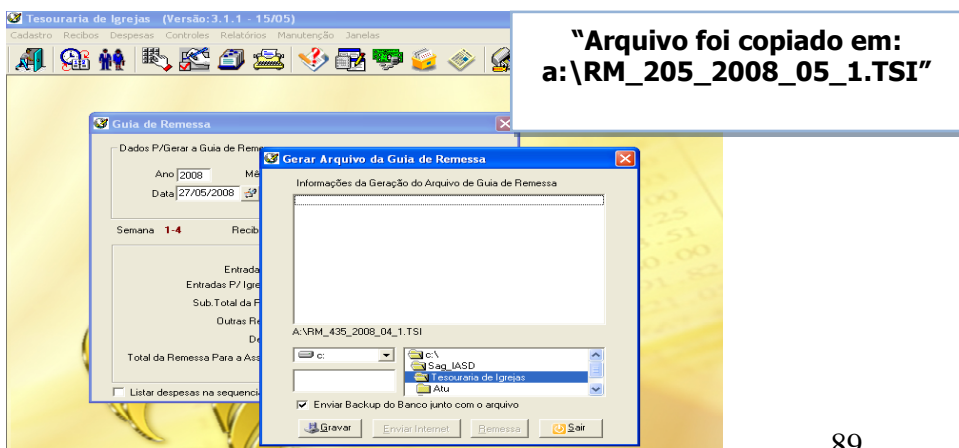 Tesouraria de Igrejas (Versão:3.1.1 - 15/05)
Cadastro Recibos Despesas Controles Relatórios Manutenção Janelas
"Arquivo foi copiado em:
a:\RM_205_2008_05_1.TSI"
Guia de Remessa
Dados P/Gerar a Guia de Reme
Ano 2008 Mê
Data 27/05/2008
Semana 1-4 Recib
Entrada
Entradas P/ Igre
Sub.Total da R
Outras Re
De
Total da Remessa Para a Ass
Listar despesas na sequenci
Gerar Arquivo da Guia de Remessa
Informações da Geração do Arquivo de Guia de Remessa
A:\RM_435_2008_04_1.TSI
c:
c:\
Sag_IASD
Tesouraria de Igrejas
Atu
Enviar Backup do Banco junto com o arquivo
Gravar Enviar Internet Remessa Sair
89